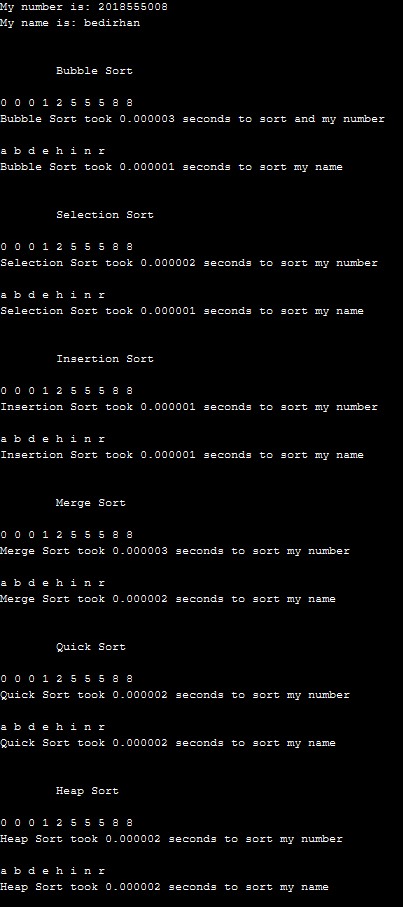 My number is: 2018555008
My name is: bedirhan
Bubble Sort
0 0 0 1 2 5 5 5 8 8
Bubble Sort took 0.000003 seconds to sort and my number
a b d e h i n r
Bubble Sort took 0.000001 seconds to sort my name
Selection Sort
0 0 0 1 2 5 5 5 8 8
Selection Sort took 0.000002 seconds to sort my number
a b d e h i n r
Selection Sort took 0.000001 seconds to sort my name
Insertion Sort
0 0 0 1 2 5 5 5 8 8
Insertion Sort took 0.000001 seconds to sort my number
a b d e h i n r
Insertion Sort took 0.000001 seconds to sort my name
Merge Sort
0 0 0 1 2 5 5 5 8 8
Merge Sort took 0.000003 seconds to sort my number
a b d e h i n r
Merge Sort took 0.000002 seconds to sort my name
Quick Sort
0 0 0 1 2 5 5 5 8 8
Quick Sort took 0.000002 seconds to sort my number
a b d e h i n r
Quick Sort took 0.000002 seconds to sort my name
Heap Sort
0 0 0 1 2 5 5 5 8 8
Heap Sort took 0.000002 seconds to sort my number
a b d e h i n r
Heap Sort took 0.000002 seconds to sort my name